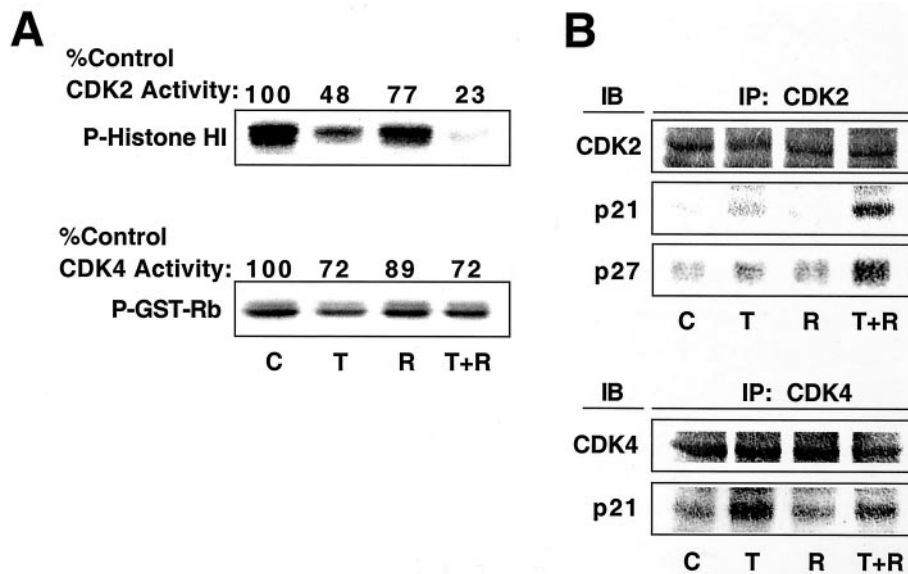 A
%Control
CDK2 Activity: 100 48 77 23
P-Histone HI
%Control
CDK4 Activity: 100 72 89 72
P-GST-Rb
C T R T+R
B
IB IP: CDK2
CDK2
p21
p27
C T R T+R
IB IP: CDK4
CDK4
p21
C T R T+R